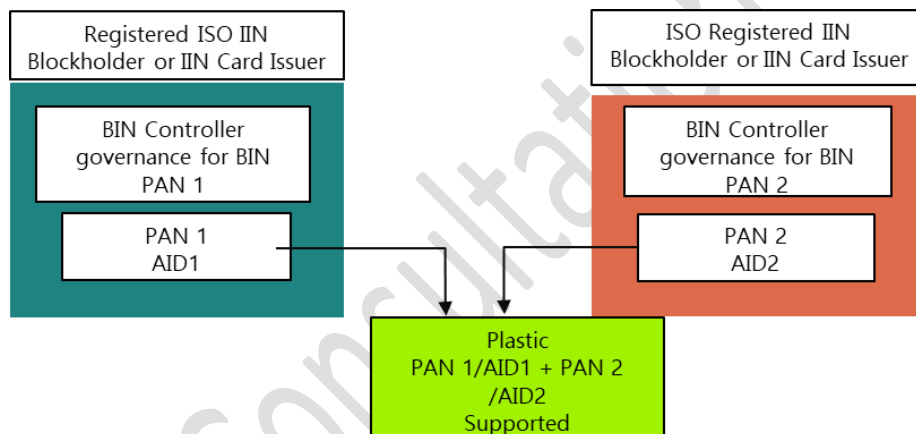 Registered ISO IIN
Blockholder or IIN Card Issuer
BIN Controller
governance for BIN
PAN 1
PAN 1
AID1
ISO Registered IIN
Blockholder or IIN Card Issuer
BIN Controller
governance for BIN
PAN 2
PAN 2
AID2
Plastic
PAN 1/AID1 + PAN 2
/AID2
Supported
Consultation